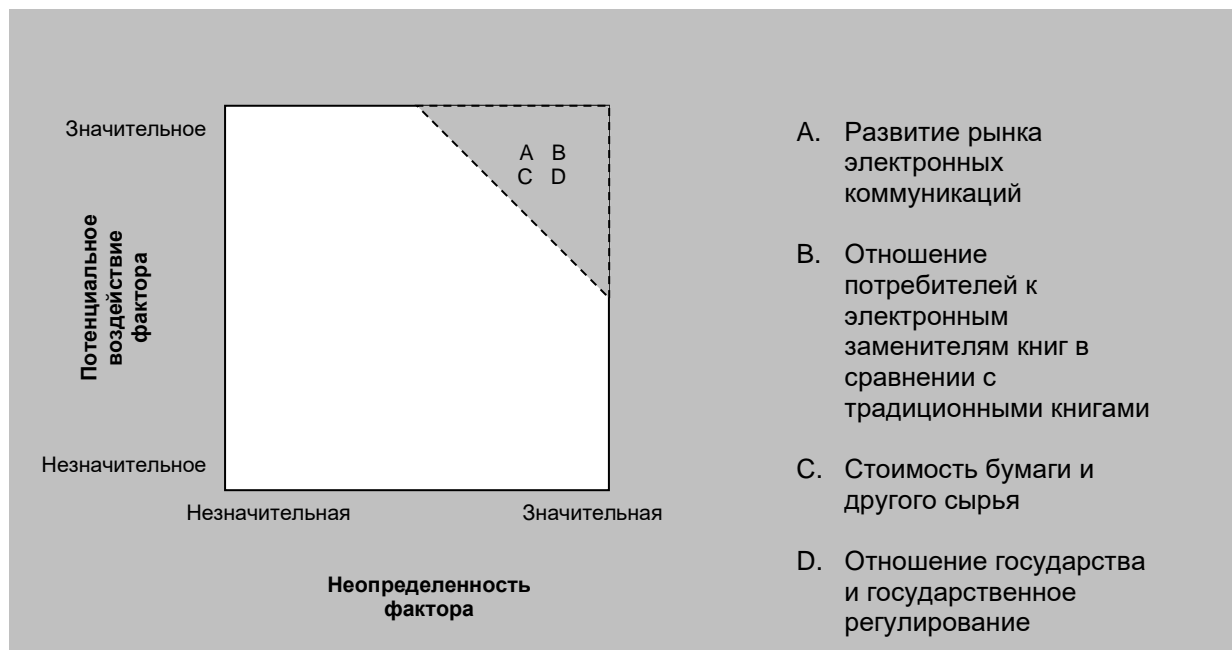 Значительное
Потенциальное
воздействие
фактора
Незначительное
A B
C D
Незначительная
Значительная
Неопределенность
фактора
A. Развитие рынка
электронных
коммуникаций
B. Отношение
потребителей к
электронным
заменителям книг в
сравнении с
традиционными книгами
C. Стоимость бумаги и
другого сырья
D. Отношение государства
и государственное
регулирование